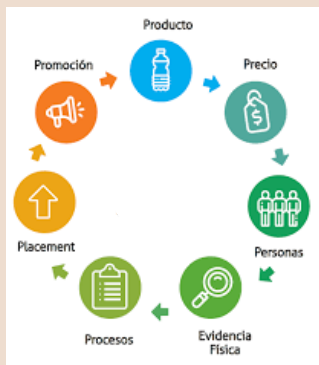 Producto
Promoción
Precio
$
Placement
Personas
Procesos
Evidencia
Física